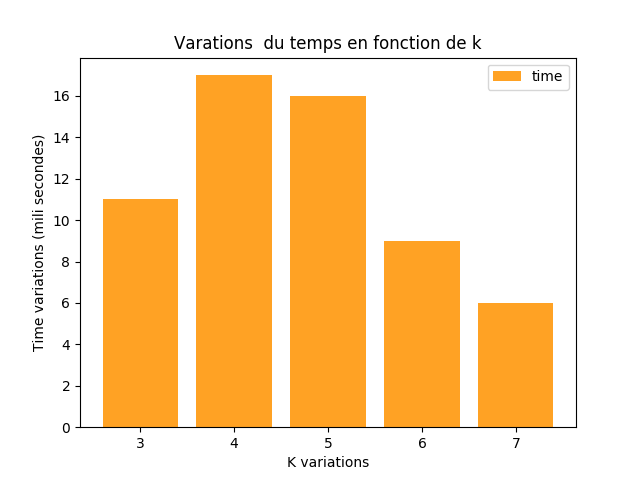 Varations  du temps en fonction de k
time
Time variations (mili secondes)
16
14
12
10
8
6
4
2
0
3 4 5 6 7
K variations